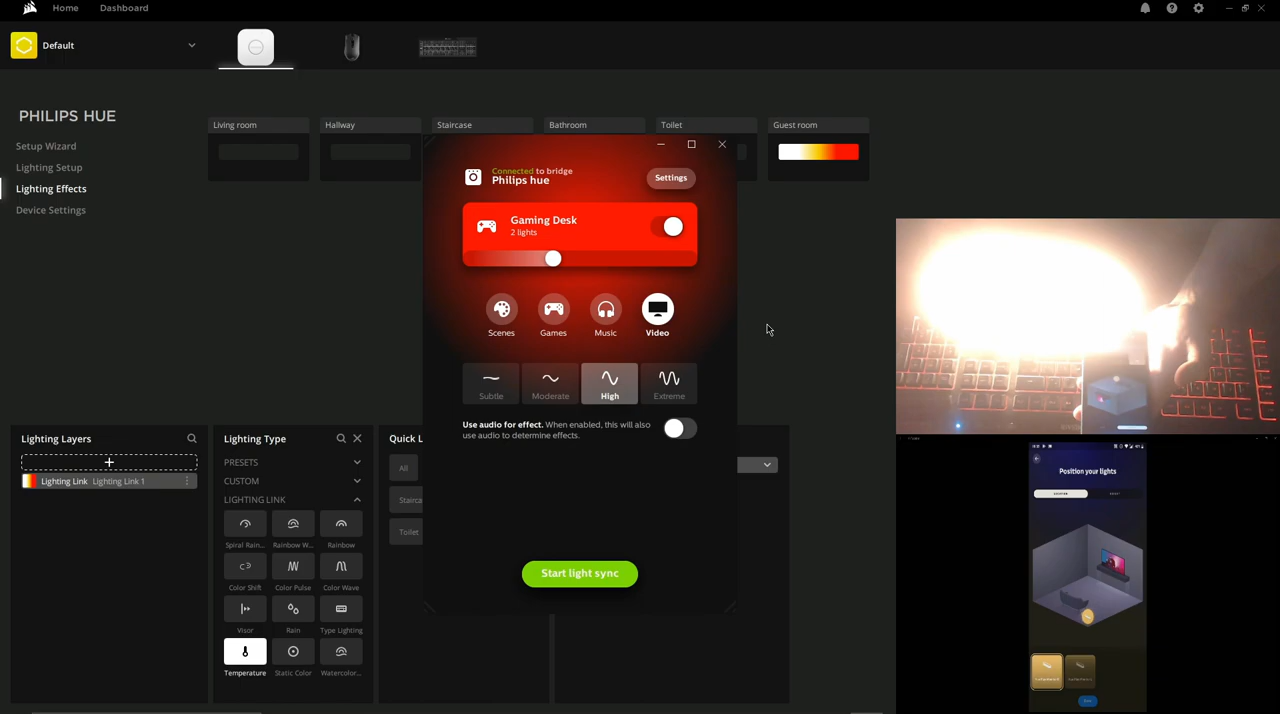 Home
Dashboard
Default
PHILIPS HUE
Setup Wizard
Lighting Setup
Lighting Effects
Device Settings
Living room
Hallway
Staircase
Bathroom
Toilet
Guest room
Connected to bridge
Philips hue
Settings
Gaming Desk
2 lights
Scenes
Games
Music
Video
Subtle
Moderate
High
Extreme
Use audio for effect. When enabled, this will also
use audio to determine effects.
Start light sync
Lighting Layers
Lighting Link Lighting Link 1
Lighting Type
PRESETS
CUSTOM
LIGHTING LINK
Spiral Rain...
Rainbow W...
Rainbow
Color Shift
Color Pulse
Color Wave
Visor
Rain
Type Lighting
Temperature
Static Color
Watercolor...
Quick L
All
Stairca
Toilet
Position your lights